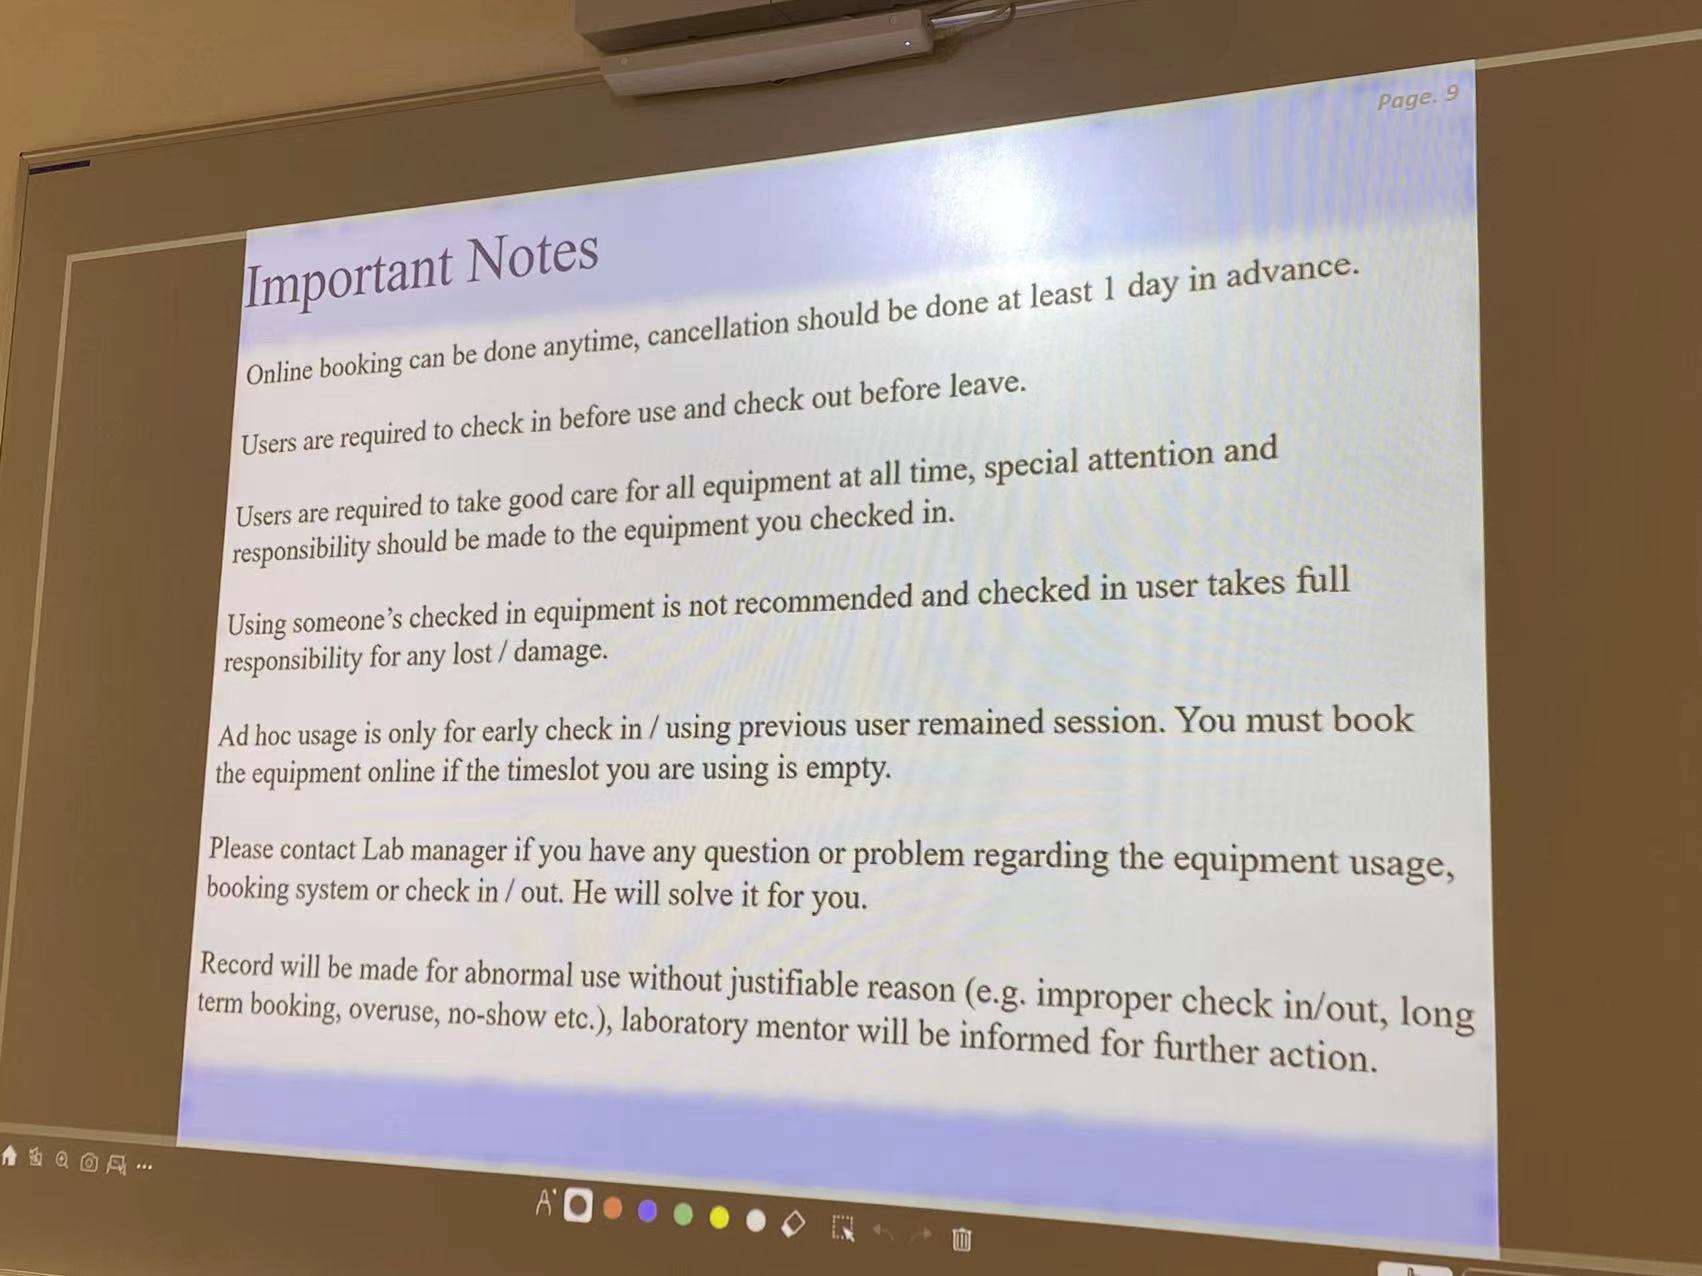 Page. 9
Important Notes
Online booking can be done anytime, cancellation should be done at least 1 day in advance.
Users are required to check in before use and check out before leave.
Users are required to take good care for all equipment at all time, special attention and
responsibility should be made to the equipment you checked in.
Using someone’s checked in equipment is not recommended and checked in user takes full
responsibility for any lost / damage.
Ad hoc usage is only for early check in / using previous user remained session. You must book
the equipment online if the timeslot you are using is empty.
Please contact Lab manager if you have any question or problem regarding the equipment usage,
booking system or check in / out. He will solve it for you.
Record will be made for abnormal use without justifiable reason (e.g. improper check in/out, long
term booking, overuse, no-show etc.), laboratory mentor will be informed for further action.
A